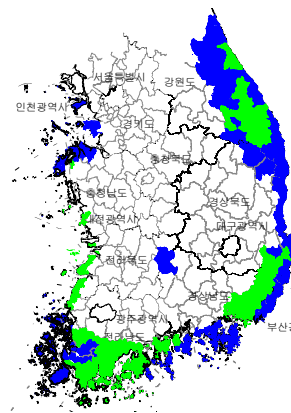 서울특별시
강원도
인천광역시
경기도
충청북도
충청남도
경상북도
대전광역시
대구광역시
전라북도
경상남도
광주광역시
부산광
전라남도